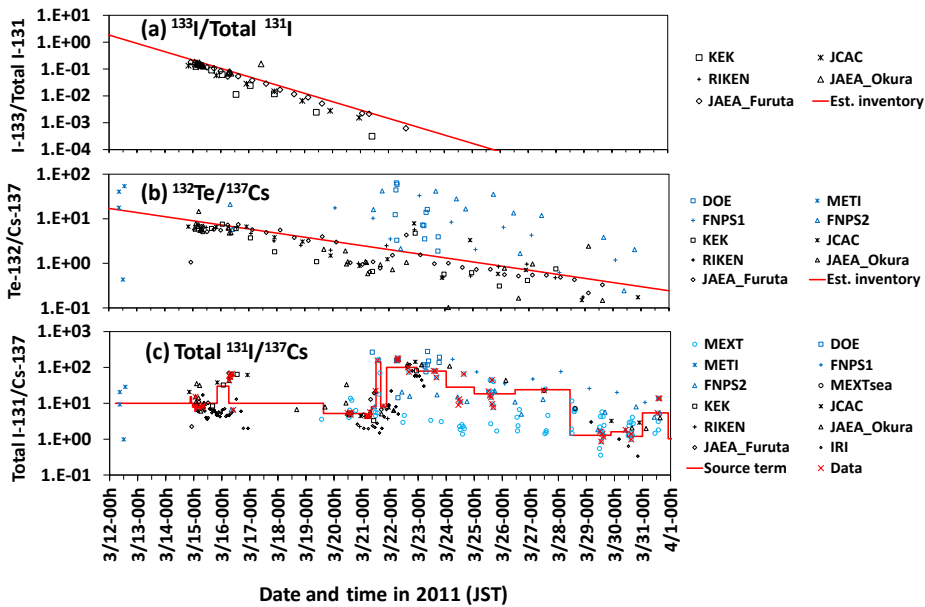 (a) ¹³³I/Total ¹³¹I
I-133/Total I-131
1.E+01
1.E+00
1.E-01
1.E-02
1.E-03
1.E-04
KEK
JCAC
RIKEN
JAEA_Okura
JAEA_Furuta
Est. inventory
(b) ¹³²Te/¹³⁷Cs
Te-132/Cs-137
1.E+02
1.E+01
1.E+00
1.E-01
DOE
METI
FNPS1
FNPS2
KEK
JCAC
RIKEN
JAEA_Okura
JAEA_Furuta
Est. inventory
(c) Total ¹³¹I/¹³⁷Cs
Total I-131/Cs-137
1.E+03
1.E+02
1.E+01
1.E+00
1.E-01
MEXT
DOE
METI
FNPS1
FNPS2
MEXTsea
KEK
JCAC
RIKEN
JAEA_Okura
JAEA_Furuta
IRI
Source term
Data
3/12-00h
3/13-00h
3/14-00h
3/15-00h
3/16-00h
3/17-00h
3/18-00h
3/19-00h
3/20-00h
3/21-00h
3/22-00h
3/23-00h
3/24-00h
3/25-00h
3/26-00h
3/27-00h
3/28-00h
3/29-00h
3/30-00h
3/31-00h
4/1-00h
Date and time in 2011 (JST)